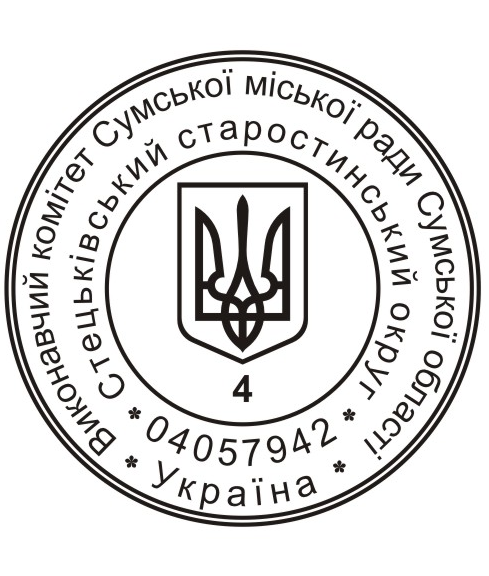 Виконавчий комітет Сумської міської ради Сумської області
* Україна *
Стецьківський старостинський округ
* 04057942 *
4